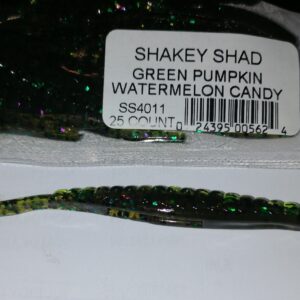 SHAKEY SHAD
GREEN PUMPKIN
WATERMELON CANDY
SS4011
25 COUNT
0 24395 00562 4